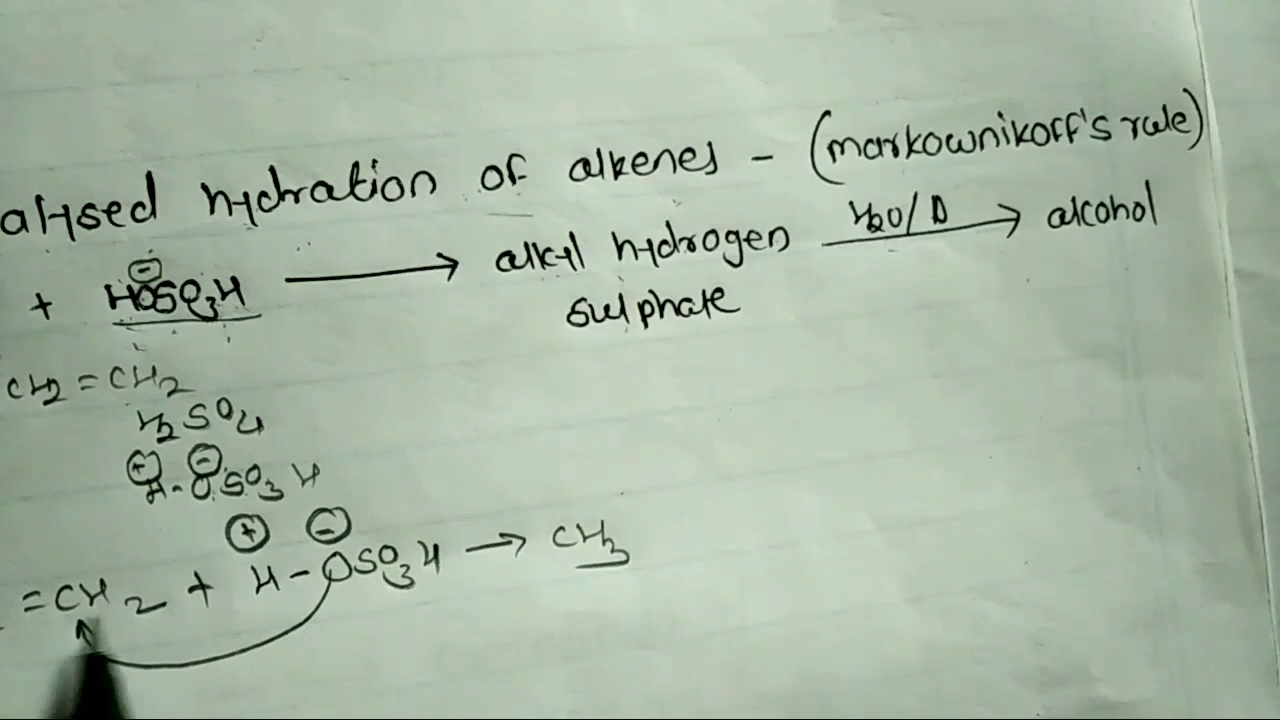 alysed hydration of alkenes - (markownikoff's rule)
+ HOSO₃H ⟶ alkyl hydrogen sulphate H₂O/Δ ⟶ alcohol
CH₂ = CH₂
H₂SO₄
⊕ ⊖
H-OSO₃H
⊕ ⊖
= CH₂ + H-OSO₃H → CH₃